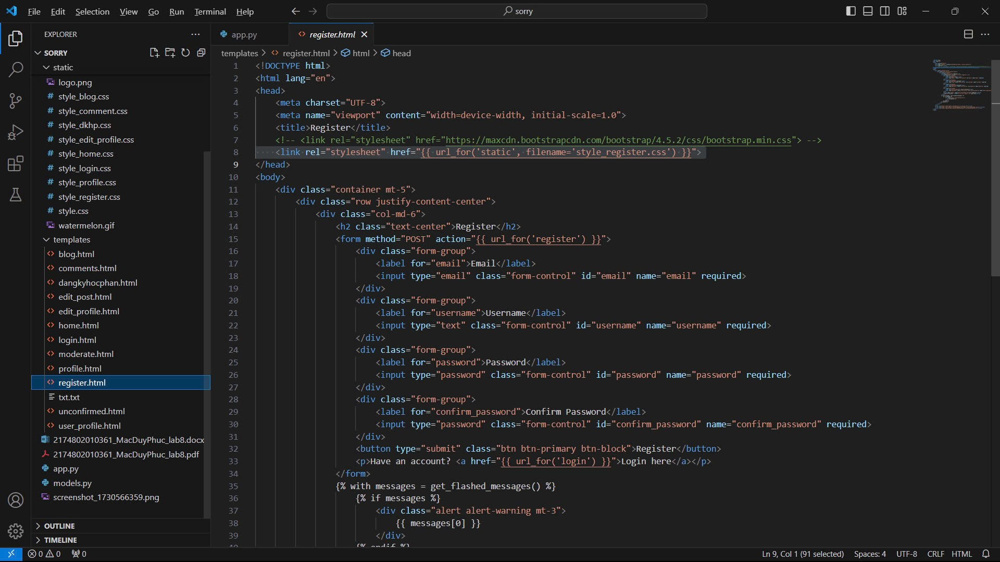 File Edit Selection View Go Run Terminal Help
sorry
EXPLORER
SORRY
static
logo.png
style_blog.css
style_comment.css
style_dkhp.css
style_edit_profile.css
style_home.css
style_login.css
style_profile.css
style_register.css
style.css
watermelon.gif
templates
blog.html
comments.html
dangkyhocphan.html
edit_post.html
edit_profile.html
home.html
login.html
moderate.html
profile.html
register.html
txt.txt
unconfirmed.html
user_profile.html
2174802010361_MacDuyPhuc_lab8.docx
2174802010361_MacDuyPhuc_lab8.pdf
app.py
models.py
screenshot_1730566359.png
OUTLINE
TIMELINE
app.py register.html
templates > register.html > html > head
1 <!DOCTYPE html>
2 <html lang="en">
3 <head>
4 <meta charset="UTF-8">
5 <meta name="viewport" content="width=device-width, initial-scale=1.0">
6 <title>Register</title>
7 <!-- <link rel="stylesheet" href="https://maxcdn.bootstrapcdn.com/bootstrap/4.5.2/css/bootstrap.min.css"> -->
8 <link rel="stylesheet" href="{{ url_for('static', filename='style_register.css') }}">
9 </head>
10 <body>
11 <div class="container mt-5">
12 <div class="row justify-content-center">
13 <div class="col-md-6">
14 <h2 class="text-center">Register</h2>
15 <form method="POST" action="{{ url_for('register') }}">
16 <div class="form-group">
17 <label for="email">Email</label>
18 <input type="email" class="form-control" id="email" name="email" required>
19 </div>
20 <div class="form-group">
21 <label for="username">Username</label>
22 <input type="text" class="form-control" id="username" name="username" required>
23 </div>
24 <div class="form-group">
25 <label for="password">Password</label>
26 <input type="password" class="form-control" id="password" name="password" required>
27 </div>
28 <div class="form-group">
29 <label for="confirm_password">Confirm Password</label>
30 <input type="password" class="form-control" id="confirm_password" name="confirm_password" required>
31 </div>
32 <button type="submit" class="btn btn-primary btn-block">Register</button>
33 <p>Have an account? <a href="{{ url_for('login') }}">Login here</a></p>
34 </form>
35 {% with messages = get_flashed_messages() %}
36 {% if messages %}
37 <div class="alert alert-warning mt-3">
38 {{ messages[0] }}
39 </div>
40 {% endif %}
0 0 0
Ln 9, Col 1 (91 selected) Spaces: 4 UTF-8 CRLF HTML